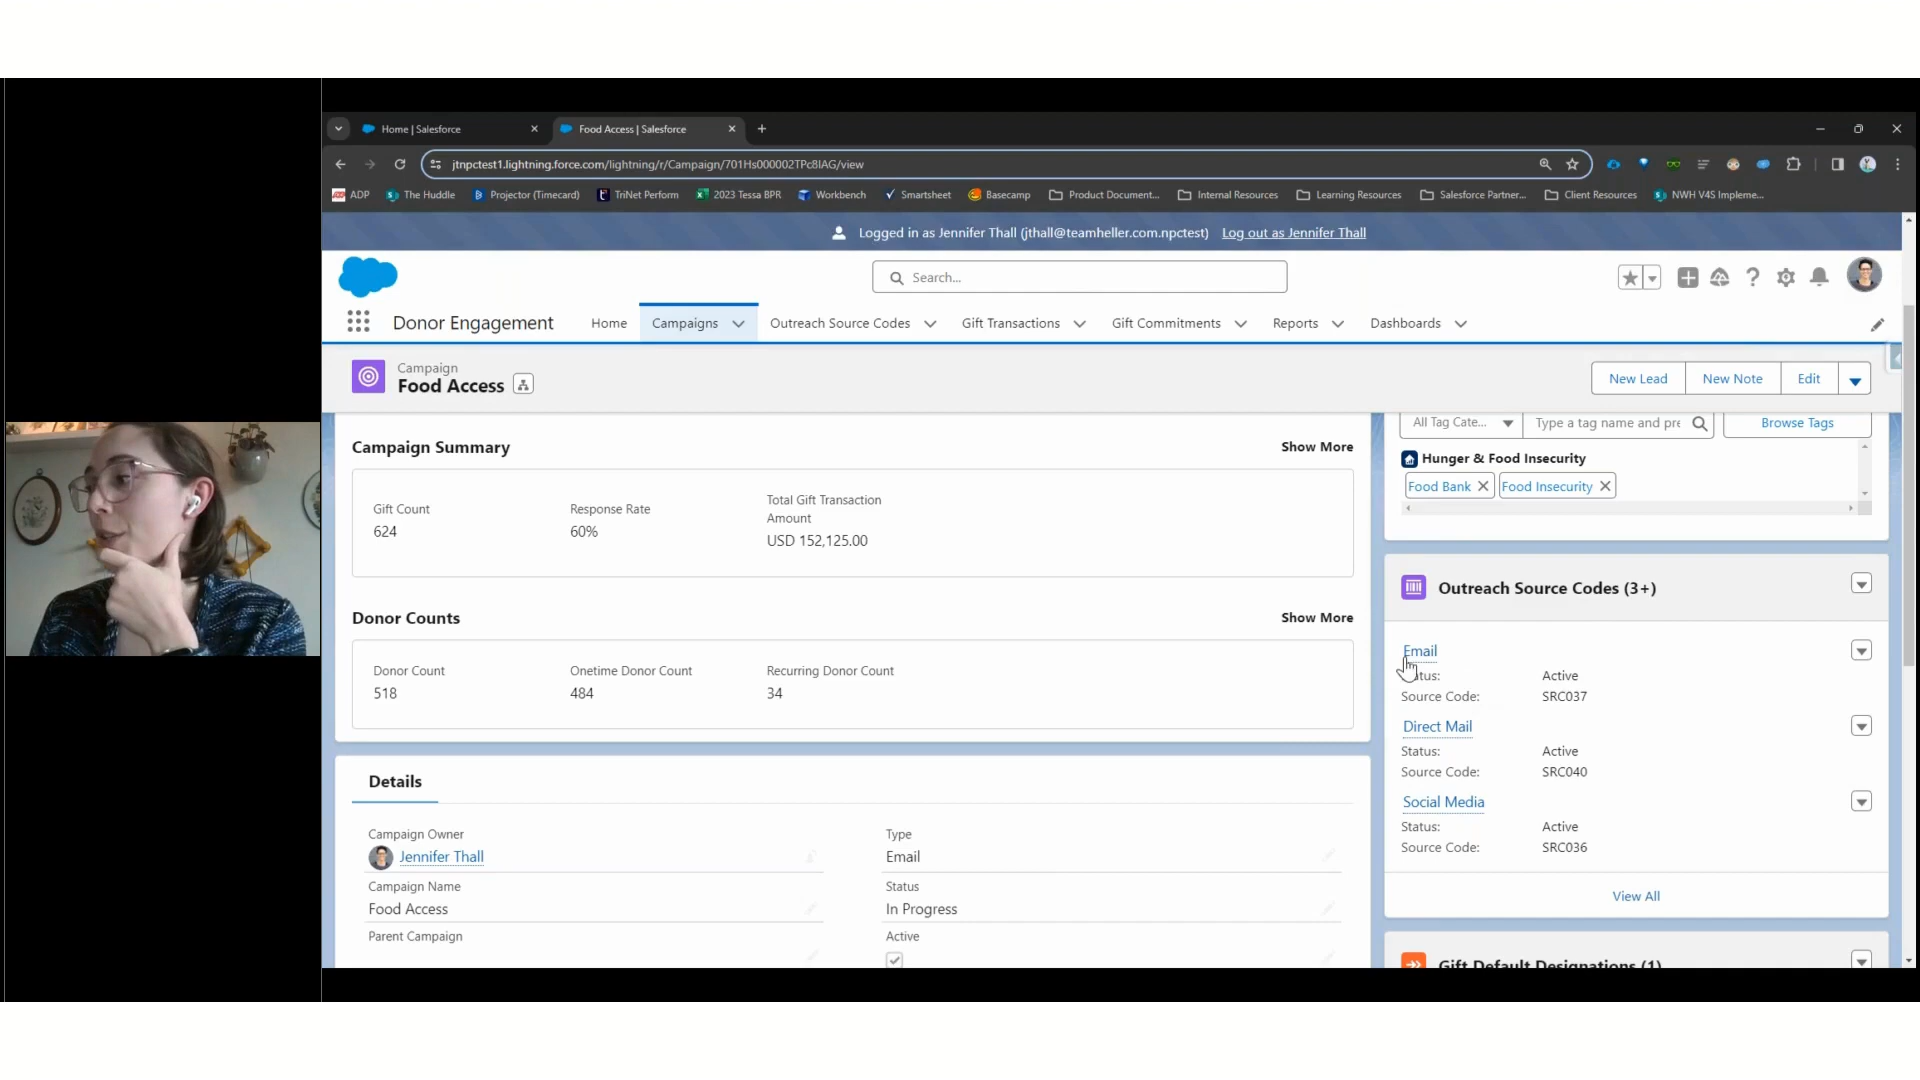 Home | Salesforce
Food Access | Salesforce
jtnpctest1.lightning.force.com/lightning/r/Campaign/701Hs000002TPc8IAG/view
ADP
The Huddle
Projector (Timecard)
TriNet Perform
2023 Tessa BPR
Workbench
Smartsheet
Basecamp
Product Document...
Internal Resources
Learning Resources
Salesforce Partner...
Client Resources
NWH V4S Impleme...
Logged in as Jennifer Thall (jthall@teamheller.com.npctest) Log out as Jennifer Thall
Search...
Donor Engagement
Home
Campaigns
Outreach Source Codes
Gift Transactions
Gift Commitments
Reports
Dashboards
Campaign
Food Access
New Lead
New Note
Edit
Campaign Summary
Show More
Gift Count
624
Response Rate
60%
Total Gift Transaction
Amount
USD 152,125.00
Donor Counts
Show More
Donor Count
518
Onetime Donor Count
484
Recurring Donor Count
34
Details
Campaign Owner
Jennifer Thall
Type
Email
Campaign Name
Food Access
Status
In Progress
Parent Campaign
Active
All Tag Cate...
Type a tag name and pre
Browse Tags
Hunger & Food Insecurity
Food Bank
Food Insecurity
Outreach Source Codes (3+)
Email
Active
Source Code: SRC037
Direct Mail
Status: Active
Source Code: SRC040
Social Media
Status: Active
Source Code: SRC036
View All
Gift Default Designations (1)